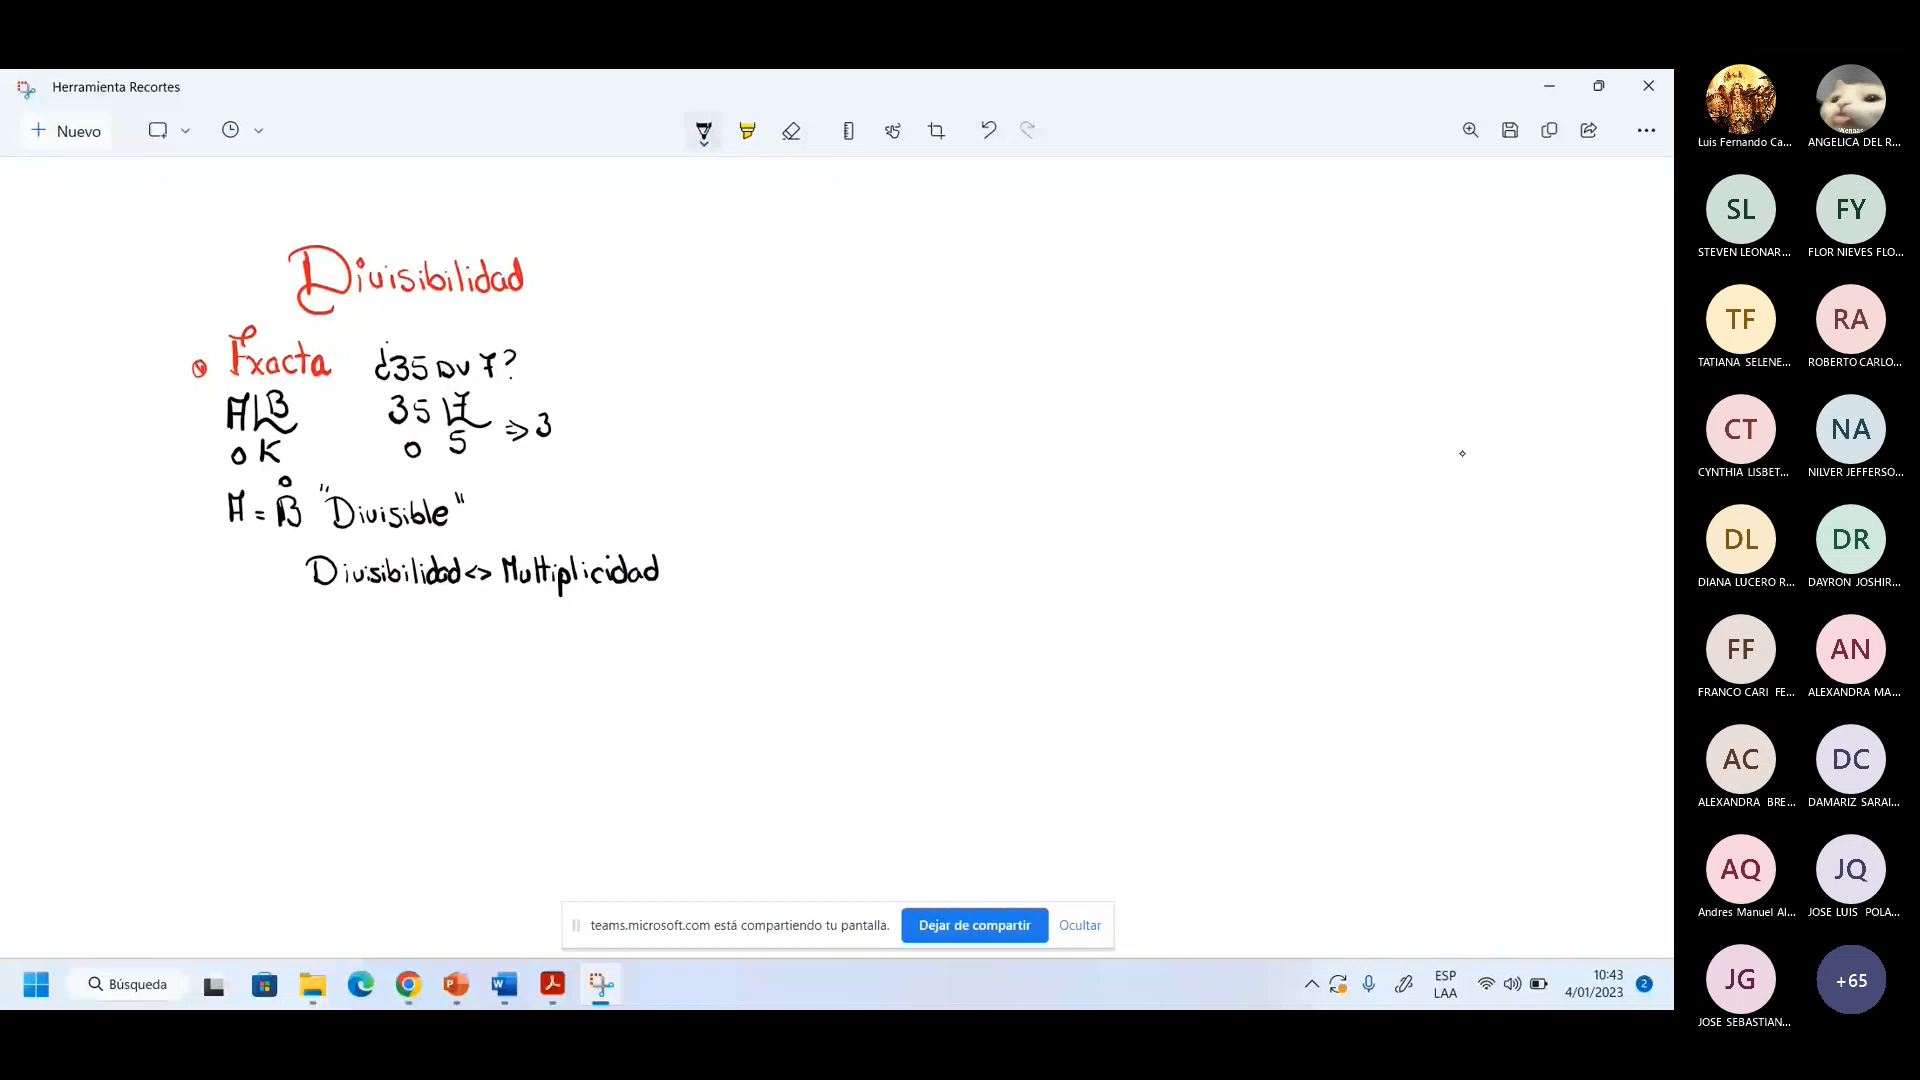 Herramienta Recortes
Nuevo
Divisibilidad
Exacta ¿35 Div 7?
A B 35 7
0 K 0 5 => 3
A = B° "Divisible"
Divisibilidad <> Multiplicidad
teams.microsoft.com está compartiendo tu pantalla. Dejar de compartir Ocultar
Búsqueda
ESP
LAA
10:43
4/01/2023
2
Luis Fernando Ca...
Wenaas
ANGELICA DEL R...
SL
STEVEN LEONAR...
FY
FLOR NIEVES FLO...
TF
TATIANA SELENE...
RA
ROBERTO CARLO...
CT
CYNTHIA LISBET...
NA
NILVER JEFFERSO...
DL
DIANA LUCERO R...
DR
DAYRON JOSHIR...
FF
FRANCO CARI FE...
AN
ALEXANDRA MA...
AC
ALEXANDRA BRE...
DC
DAMARIZ SARAI...
AQ
Andres Manuel Al...
JQ
JOSE LUIS POLA...
JG
JOSE SEBASTIAN...
+65